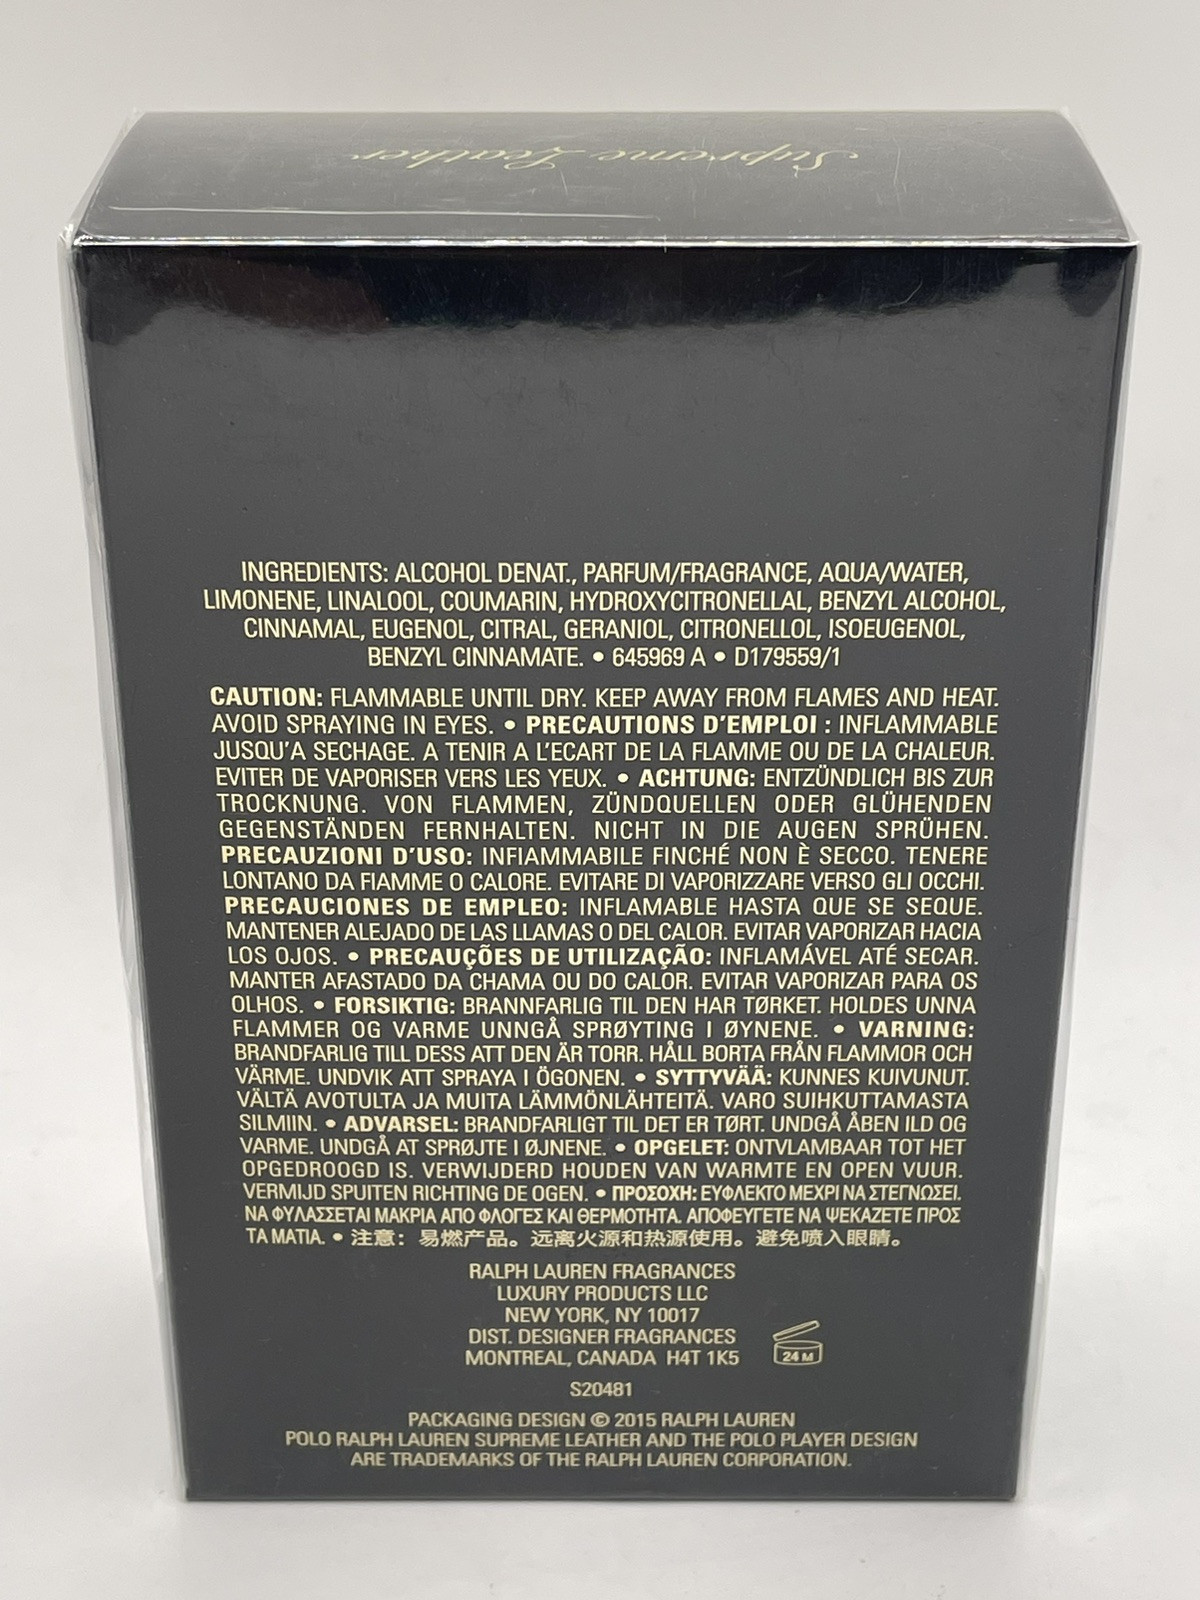 Supreme Leather
INGREDIENTS: ALCOHOL DENAT., PARFUM/FRAGRANCE, AQUA/WATER,
LIMONENE, LINALOOL, COUMARIN, HYDROXYCITRONELLAL, BENZYL ALCOHOL,
CINNAMAL, EUGENOL, CITRAL, GERANIOL, CITRONELLOL, ISOEUGENOL,
BENZYL CINNAMATE. • 645969 A • D179559/1
CAUTION: FLAMMABLE UNTIL DRY. KEEP AWAY FROM FLAMES AND HEAT.
AVOID SPRAYING IN EYES. • PRECAUTIONS D'EMPLOI : INFLAMMABLE
JUSQU'A SECHAGE. A TENIR A L'ECART DE LA FLAMME OU DE LA CHALEUR.
EVITER DE VAPORISER VERS LES YEUX. • ACHTUNG: ENTZÜNDLICH BIS ZUR
TROCKNUNG. VON FLAMMEN, ZÜNDQUELLEN ODER GLÜHENDEN
GEGENSTÄNDEN FERNHALTEN. NICHT IN DIE AUGEN SPRÜHEN.
PRECAUZIONI D'USO: INFIAMMABILE FINCHÉ NON È SECCO. TENERE
LONTANO DA FIAMME O CALORE. EVITARE DI VAPORIZZARE VERSO GLI OCCHI.
PRECAUCIONES DE EMPLEO: INFLAMABLE HASTA QUE SE SEQUE.
MANTENER ALEJADO DE LAS LLAMAS O DEL CALOR. EVITAR VAPORIZAR HACIA
LOS OJOS. • PRECAUÇÕES DE UTILIZAÇÃO: INFLAMÁVEL ATÉ SECAR.
MANTER AFASTADO DA CHAMA OU DO CALOR. EVITAR VAPORIZAR PARA OS
OLHOS. • FORSIKTIG: BRANNFARLIG TIL DEN HAR TØRKET. HOLDES UNNA
FLAMMER OG VARME UNNGÅ SPRØYTING I ØYNENE. • VARNING:
BRANDFARLIG TILL DESS ATT DEN ÄR TORR. HÅLL BORTA FRÅN FLAMMOR OCH
VÄRME. UNDVIK ATT SPRAYA I ÖGONEN. • SYTTYVÄÄ: KUNNES KUIVUNUT.
VÄLTÄ AVOTULTA JA MUITA LÄMMÖNLÄHTEITÄ. VARO SUIHKUTTAMASTA
SILMIIN. • ADVARSEL: BRANDFARLIGT TIL DET ER TØRT. UNDGÅ ÅBEN ILD OG
VARME. UNDGÅ AT SPRØJTE I ØJNENE. • OPGELET: ONTVLAMBAAR TOT HET
OPGEDROOGD IS. VERWIJDERD HOUDEN VAN WARMTE EN OPEN VUUR.
VERMIJD SPUITEN RICHTING DE OGEN. • ΠΡΟΣΟΧΗ: ΕΥΦΛΕΚΤΟ ΜΕΧΡΙ ΝΑ ΣΤΕΓΝΩΣΕΙ.
ΝΑ ΦΥΛΑΣΣΕΤΑΙ ΜΑΚΡΙΑ ΑΠΟ ΦΛΟΓΕΣ ΚΑΙ ΘΕΡΜΟΤΗΤΑ. ΑΠΟΦΕΥΓΕΤΕ ΝΑ ΨΕΚΑΖΕΤΕ ΠΡΟΣ
ΤΑ ΜΑΤΙΑ. • 注意：易燃产品。远离火源和热源使用。避免喷入眼睛。
RALPH LAUREN FRAGRANCES
LUXURY PRODUCTS LLC
NEW YORK, NY 10017
DIST. DESIGNER FRAGRANCES
MONTREAL, CANADA H4T 1K5
24 M
S20481
PACKAGING DESIGN © 2015 RALPH LAUREN
POLO RALPH LAUREN SUPREME LEATHER AND THE POLO PLAYER DESIGN
ARE TRADEMARKS OF THE RALPH LAUREN CORPORATION.